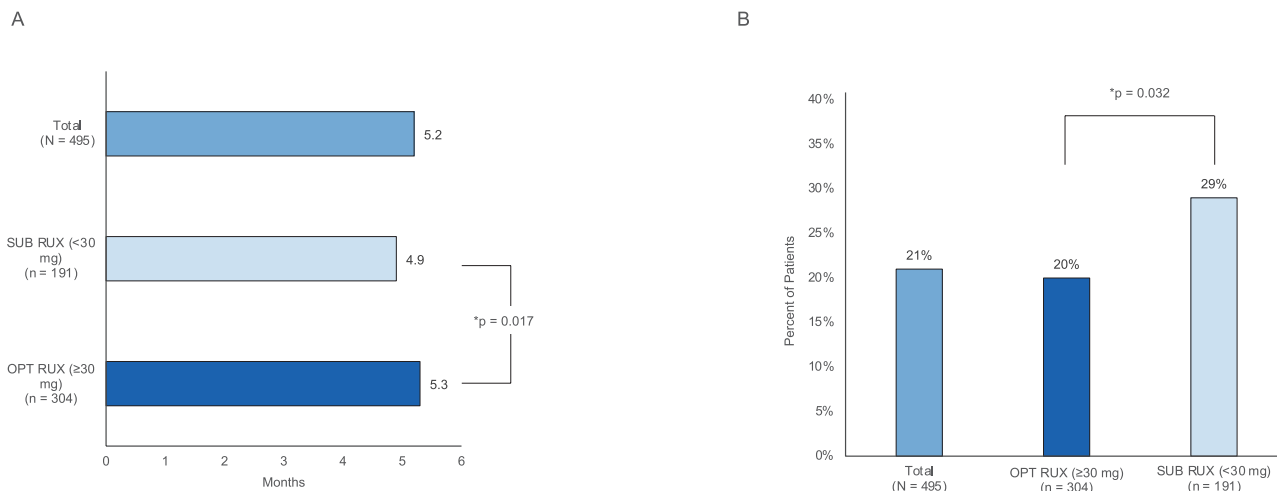 A
Total
(N = 495)
5.2
SUB RUX (<30
mg)
(n = 191)
4.9
*p = 0.017
OPT RUX (≥30
mg)
(n = 304)
5.3
0 1 2 3 4 5 6
Months
B
*p = 0.032
40%
35%
30%
25%
20%
15%
10%
5%
0%
Percent of Patients
21%
20%
29%
Total
(N = 495)
OPT RUX (≥30 mg)
(n = 304)
SUB RUX (<30 mg)
(n = 191)